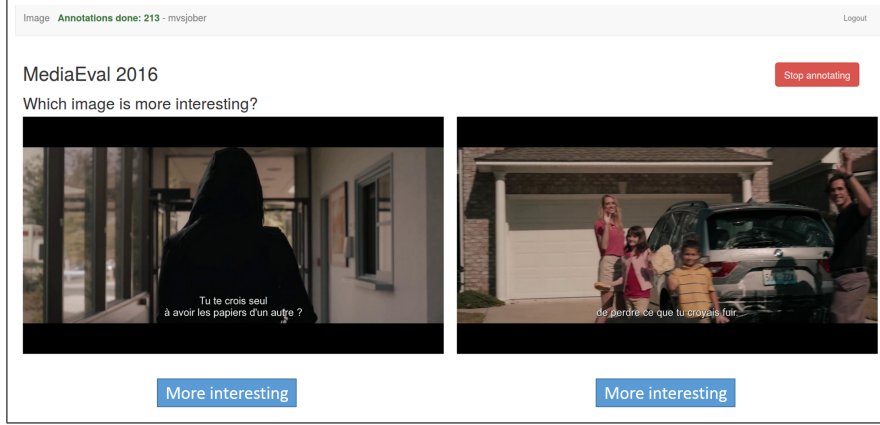 Image Annotations done: 213 - mvsjober
Logout
MediaEval 2016
Stop annotating
Which image is more interesting?
Tu te crois seul
à avoir les papiers d'un autre ?
de perdre ce que tu croyais fuir.
More interesting
More interesting